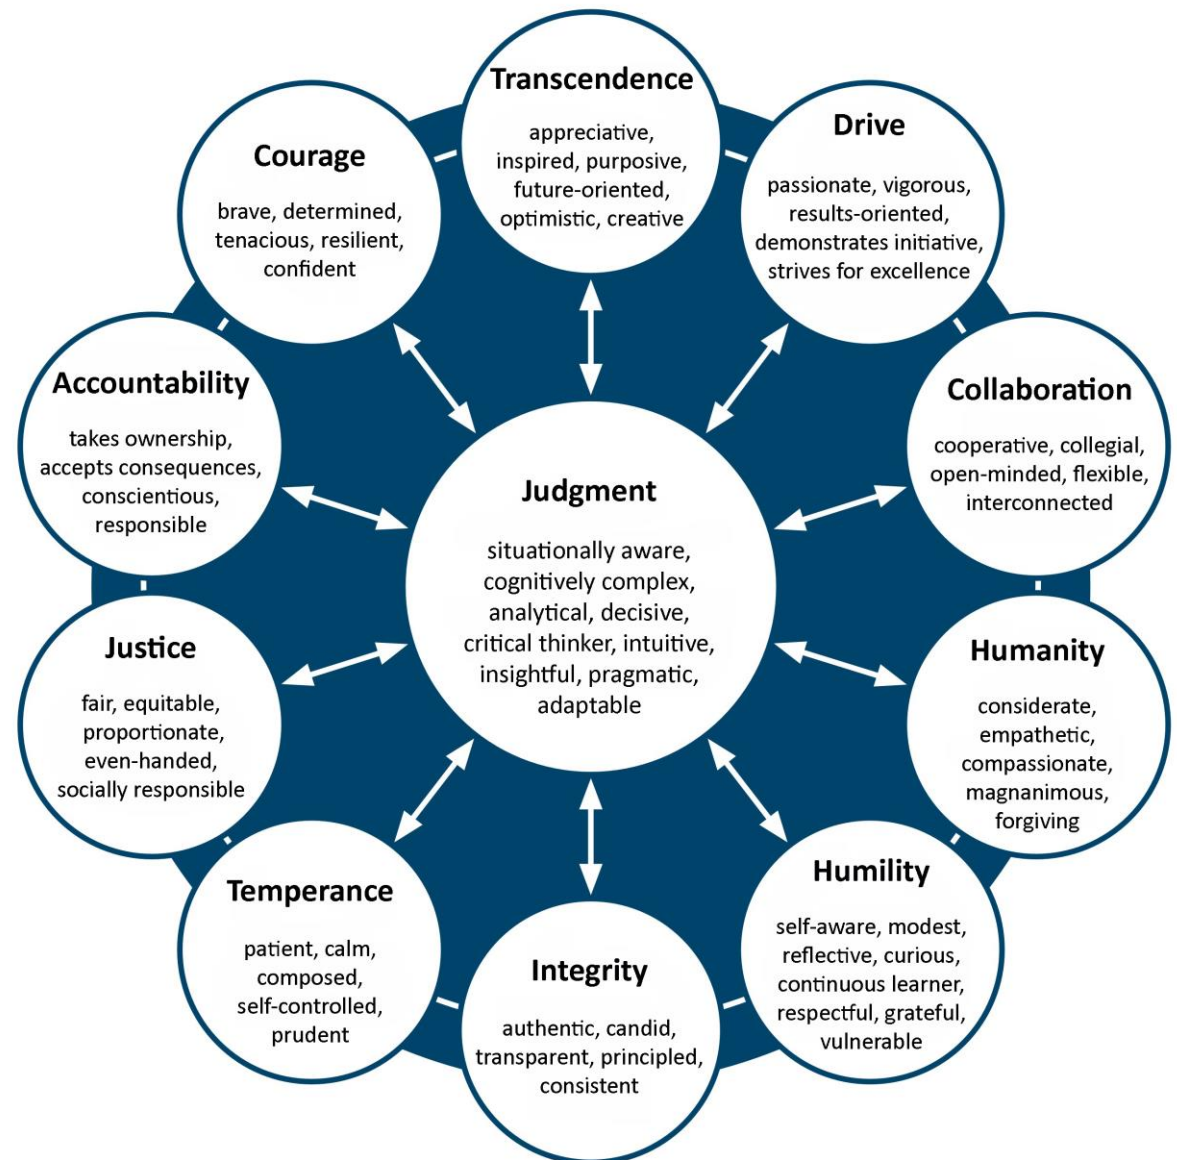 Transcendence
appreciative,
inspired, purposive,
future-oriented,
optimistic, creative
Drive
passionate, vigorous,
results-oriented,
demonstrates initiative,
strives for excellence
Collaboration
cooperative, collegial,
open-minded, flexible,
interconnected
Humanity
considerate,
empathetic,
compassionate,
magnanimous,
forgiving
Humility
self-aware, modest,
reflective, curious,
continuous learner,
respectful, grateful,
vulnerable
Integrity
authentic, candid,
transparent, principled,
consistent
Temperance
patient, calm,
composed,
self-controlled,
prudent
Justice
fair, equitable,
proportionate,
even-handed,
socially responsible
Accountability
takes ownership,
accepts consequences,
conscientious,
responsible
Courage
brave, determined,
tenacious, resilient,
confident
Judgment
situationally aware,
cognitively complex,
analytical, decisive,
critical thinker, intuitive,
insightful, pragmatic,
adaptable